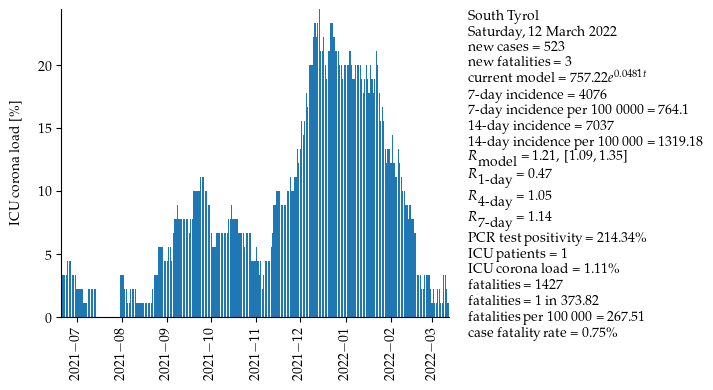 South Tyrol
Saturday, 12 March 2022
new cases = 523
new fatalities = 3
current model = 757.22e^0.0481t
7-day incidence = 4076
7-day incidence per 100 0000 = 764.1
14-day incidence = 7037
14-day incidence per 100 000 = 1319.18
R_model = 1.21, [1.09, 1.35]
R_1-day = 0.47
R_4-day = 1.05
R_7-day = 1.14
PCR test positivity = 214.34%
ICU patients = 1
ICU corona load = 1.11%
fatalities = 1427
fatalities = 1 in 373.82
fatalities per 100 000 = 267.51
case fatality rate = 0.75%
ICU corona load [%]
20
15
10
5
0
2021−07
2021−08
2021−09
2021−10
2021−11
2021−12
2022−01
2022−02
2022−03